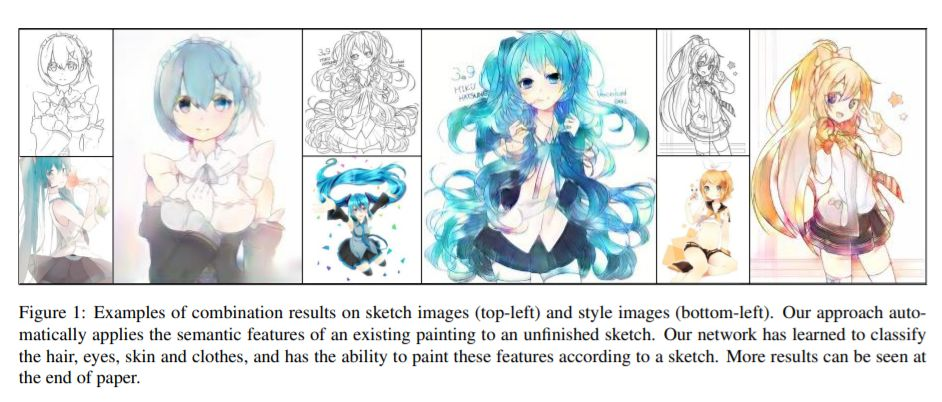 3.9
MIKU
HATSUNE
Vocaloid
3.9
MIKU
HATSUNE
Figure 1: Examples of combination results on sketch images (top-left) and style images (bottom-left). Our approach auto-
matically applies the semantic features of an existing painting to an unfinished sketch. Our network has learned to classify
the hair, eyes, skin and clothes, and has the ability to paint these features according to a sketch. More results can be seen at
the end of paper.